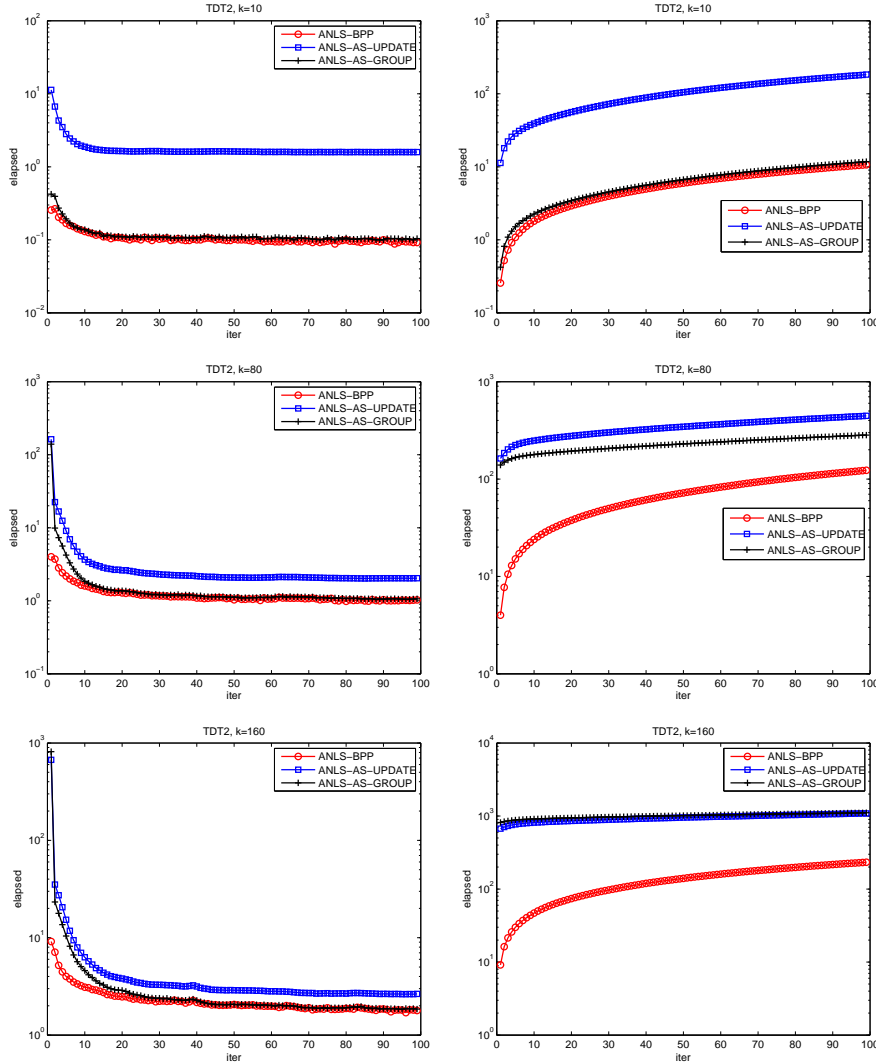 TDT2, k=10
10^2
10^1
10^0
10^−1
10^−2
elapsed
0 10 20 30 40 50 60 70 80 90 100
iter
ANLS−BPP
ANLS−AS−UPDATE
ANLS−AS−GROUP
TDT2, k=10
10^3
10^2
10^1
10^0
10^−1
elapsed
0 10 20 30 40 50 60 70 80 90 100
iter
ANLS−BPP
ANLS−AS−UPDATE
ANLS−AS−GROUP
TDT2, k=80
10^3
10^2
10^1
10^0
10^−1
elapsed
0 10 20 30 40 50 60 70 80 90 100
iter
ANLS−BPP
ANLS−AS−UPDATE
ANLS−AS−GROUP
TDT2, k=80
10^3
10^2
10^1
10^0
elapsed
0 10 20 30 40 50 60 70 80 90 100
iter
ANLS−BPP
ANLS−AS−UPDATE
ANLS−AS−GROUP
TDT2, k=160
10^3
10^2
10^1
10^0
elapsed
0 10 20 30 40 50 60 70 80 90 100
iter
ANLS−BPP
ANLS−AS−UPDATE
ANLS−AS−GROUP
TDT2, k=160
10^4
10^3
10^2
10^1
10^0
elapsed
0 10 20 30 40 50 60 70 80 90 100
iter
ANLS−BPP
ANLS−AS−UPDATE
ANLS−AS−GROUP